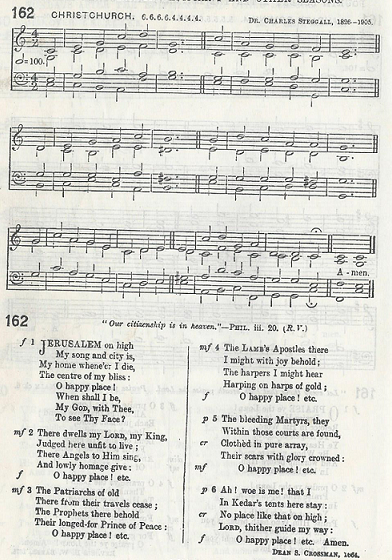 AND OTHER SEASONS.
162 CHRISTCHURCH. 6.6.6.6.4.4.4.4. DR. CHARLES STEGGALL, 1826-1905.
=100.
A-men.
162 "Our citizenship is in heaven."—PHIL. iii. 20. (R.V.)
f 1 JERUSALEM on high
My song and city is,
My home whene'er I die,
The centre of my bliss:
O happy place!
When shall I be,
My GOD, with Thee,
To see Thy Face?
mf 2 There dwells my LORD, my King,
Judged here unfit to live;
There Angels to Him sing,
And lowly homage give:
f O happy place! etc.
mf 3 The Patriarchs of old
There from their travels cease;
The Prophets there behold
Their longed-for Prince of Peace:
O happy place! etc.
mf 4 The LAMB'S Apostles there
I might with joy behold;
The harpers I might hear
Harping on harps of gold;
f O happy place! etc.
p 5 The bleeding Martyrs, they
Within those courts are found,
cr Clothèd in pure array,
Their scars with glory crowned:
mf O happy place! etc.
p 6 Ah! woe is me! that I
In Kedar's tents here stay:
cr No place like that on high;
LORD, thither guide my way:
f O happy place! etc. Amen.
DEAN S. CROSSMAN, 1664.